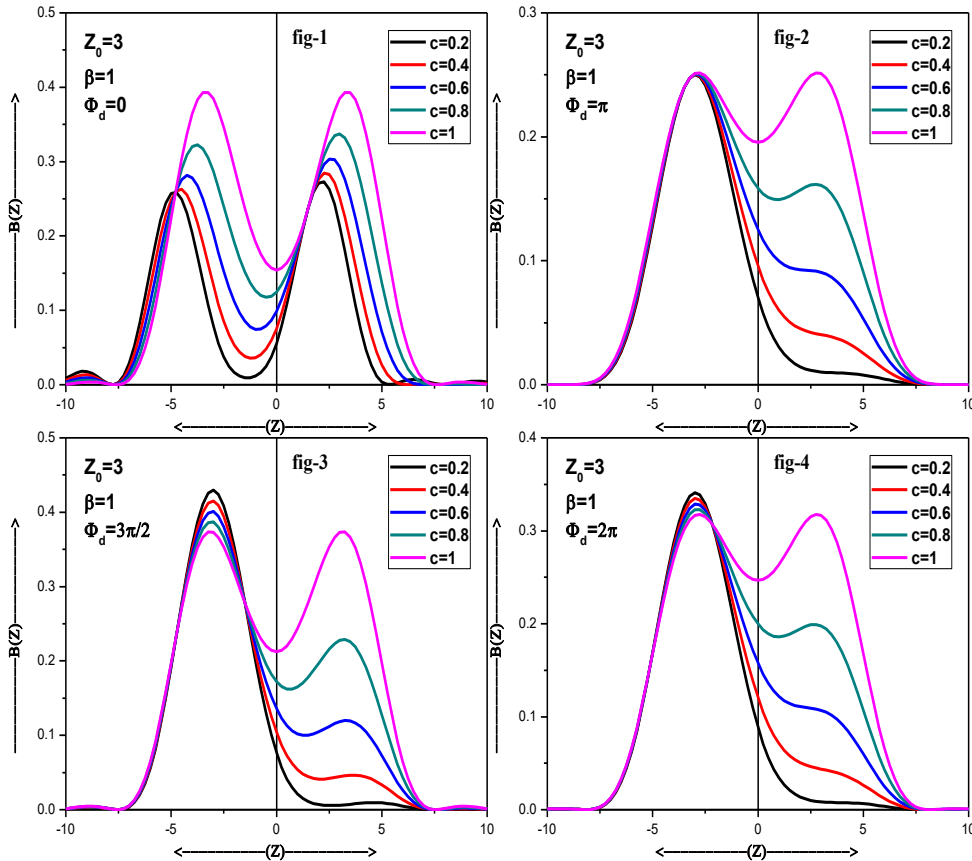 fig-1
Z₀=3
β=1
Φd=0
c=0.2
c=0.4
c=0.6
c=0.8
c=1
0.5
0.4
0.3
0.2
0.1
0.0
-10
-5
0
5
10
<----------(Z)---------->
---------B(Z)--------->
fig-2
Z₀=3
β=1
Φd=π
c=0.2
c=0.4
c=0.6
c=0.8
c=1
0.3
0.2
0.1
0.0
-10
-5
0
5
10
<----------(Z)---------->
---------B(Z)--------->
fig-3
Z₀=3
β=1
Φd=3π/2
c=0.2
c=0.4
c=0.6
c=0.8
c=1
0.5
0.4
0.3
0.2
0.1
0.0
-10
-5
0
5
10
<----------(Z)---------->
---------B(Z)--------->
fig-4
Z₀=3
β=1
Φd=2π
c=0.2
c=0.4
c=0.6
c=0.8
c=1
0.4
0.3
0.2
0.1
0.0
-10
-5
0
5
10
<----------(Z)---------->
---------B(Z)--------->